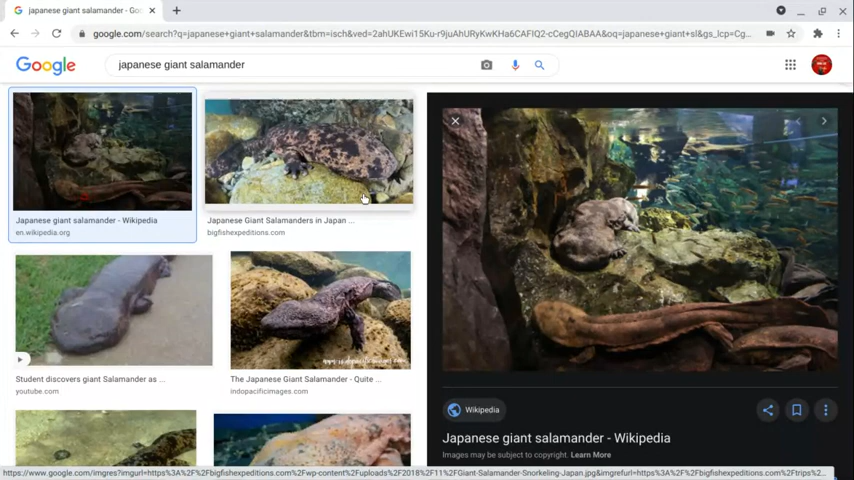 japanese giant salamander - Goo
google.com/search?q=japanese+giant+salamander&tbm=isch&ved=2ahUKEwi15Ku-r9juAhURyKwKHa6CAFIQ2-cCegQIABAA&oq=japanese+giant+sl&gs_lcp=Cg...
Google
japanese giant salamander
Japanese giant salamander - Wikipedia
en.wikipedia.org
Japanese Giant Salamanders in Japan ...
bigfishexpeditions.com
Student discovers giant Salamander as ...
youtube.com
The Japanese Giant Salamander - Quite ...
indopacificimages.com
Wikipedia
Japanese giant salamander - Wikipedia
Images may be subject to copyright. Learn More
https://www.google.com/imgres?imgurl=https%3A%2F%2Fbigfishexpeditions.com%2Fwp-content%2Fuploads%2F2018%2F11%2FGiant-Salamander-Snorkeling-Japan.jpg&imgrefurl=https%3A%2F%2Fbigfishexpeditions.com%2Ftrips%2...